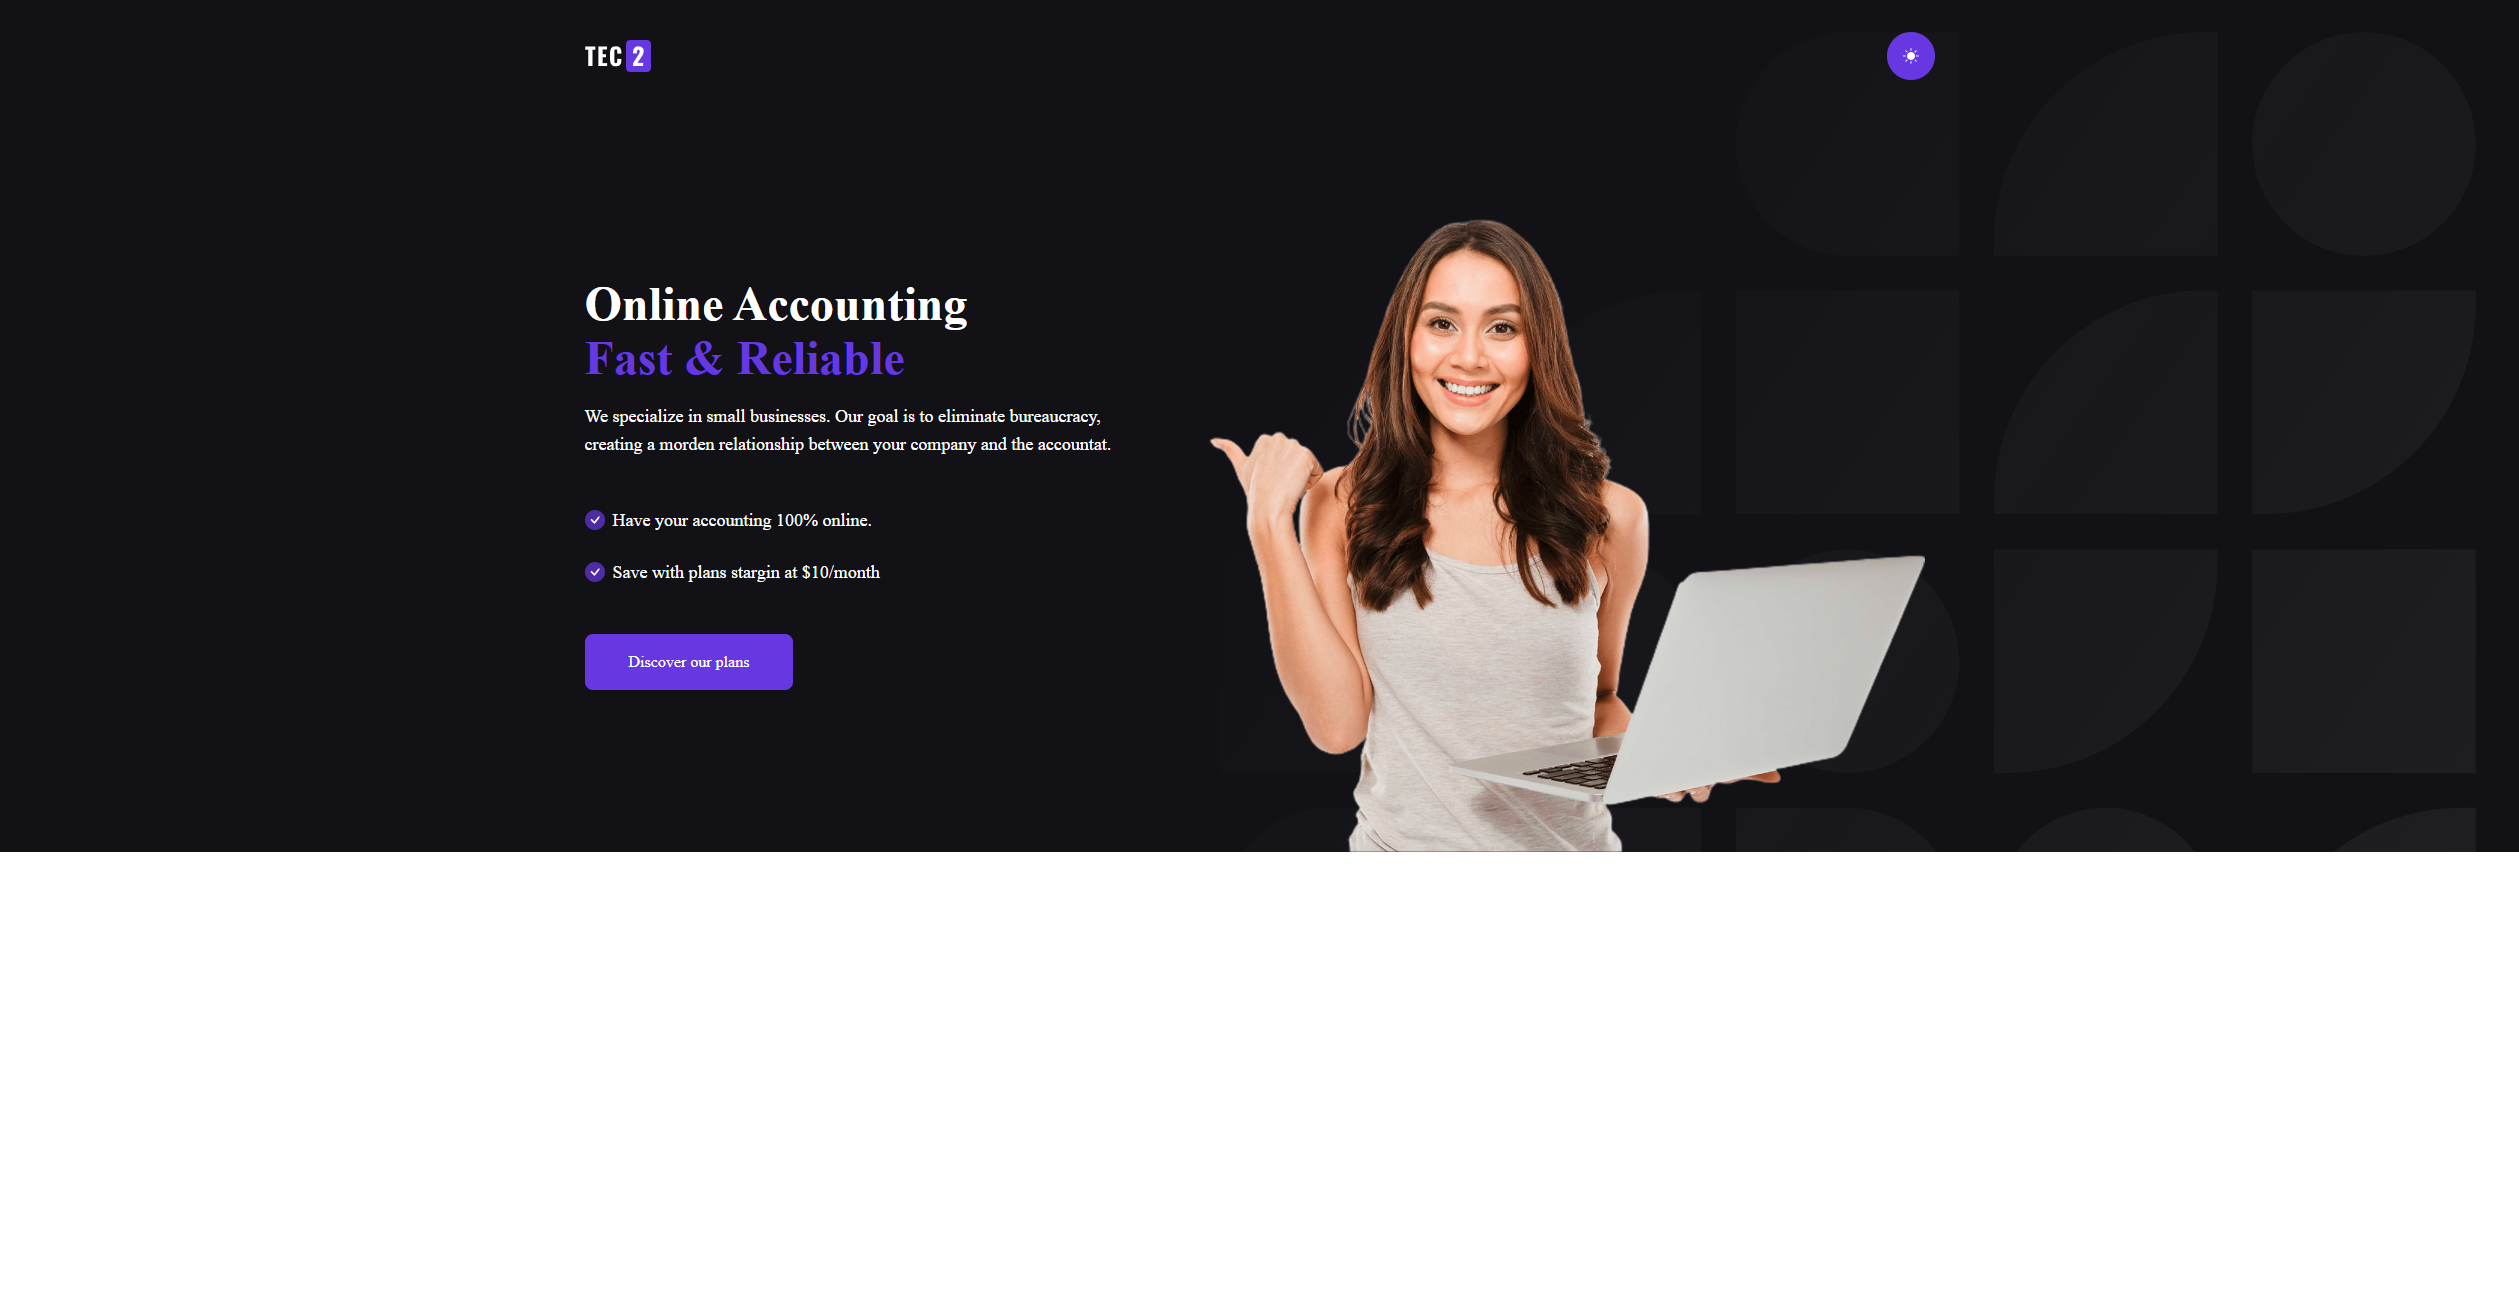 TEC 2
Online Accounting
Fast & Reliable
We specialize in small businesses. Our goal is to eliminate bureaucracy,
creating a morden relationship between your company and the accountat.
Have your accounting 100% online.
Save with plans stargin at $10/month
Discover our plans